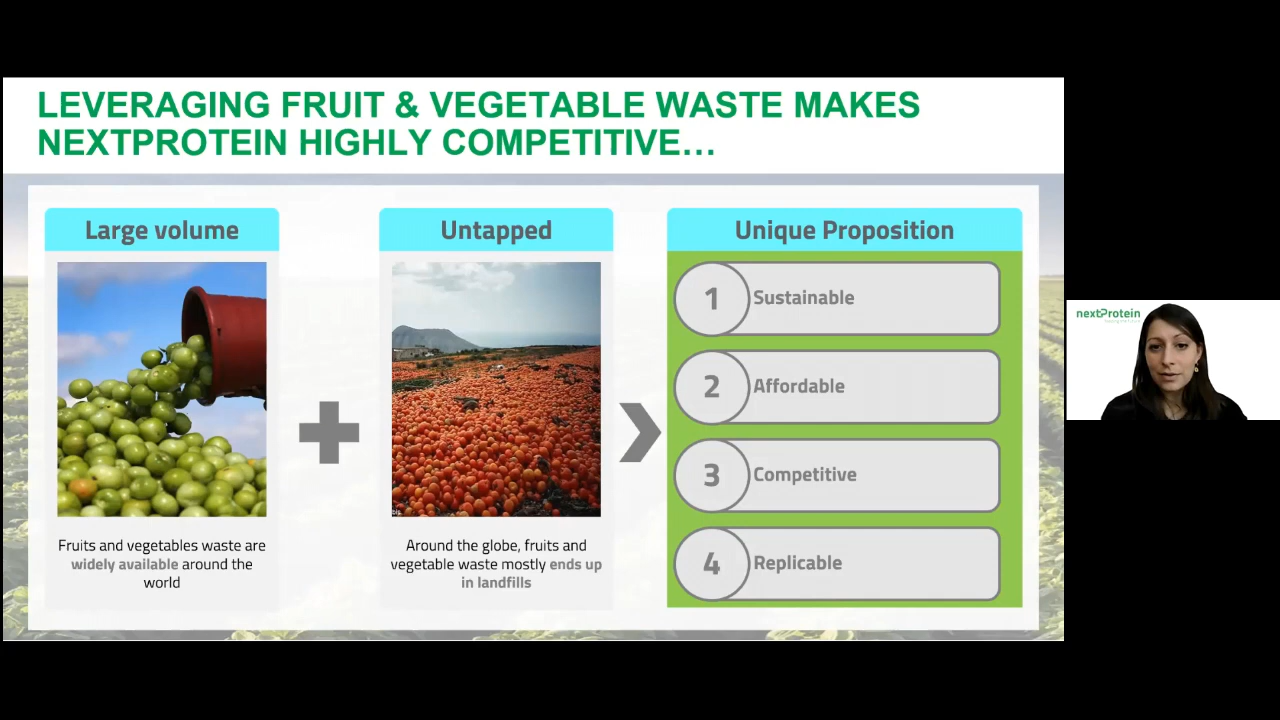 LEVERAGING FRUIT & VEGETABLE WASTE MAKES
NEXTPROTEIN HIGHLY COMPETITIVE...
Large volume
Fruits and vegetables waste are
widely available around the
world
Untapped
Around the globe, fruits and
vegetable waste mostly ends up
in landfills
Unique Proposition
1 Sustainable
2 Affordable
3 Competitive
4 Replicable
nextProtein